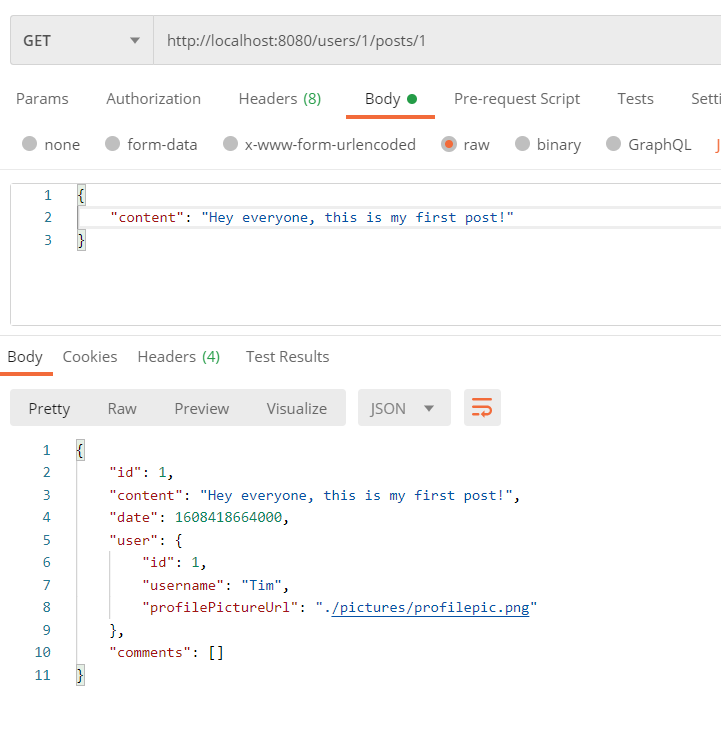 GET http://localhost:8080/users/1/posts/1
Params Authorization Headers (8) Body Pre-request Script Tests Setti
none form-data x-www-form-urlencoded raw binary GraphQL J
1 {
2 "content": "Hey everyone, this is my first post!"
3 }
Body Cookies Headers (4) Test Results
Pretty Raw Preview Visualize JSON
1 {
2 "id": 1,
3 "content": "Hey everyone, this is my first post!",
4 "date": 1608418664000,
5 "user": {
6 "id": 1,
7 "username": "Tim",
8 "profilePictureUrl": "./pictures/profilepic.png"
9 },
10 "comments": []
11 }